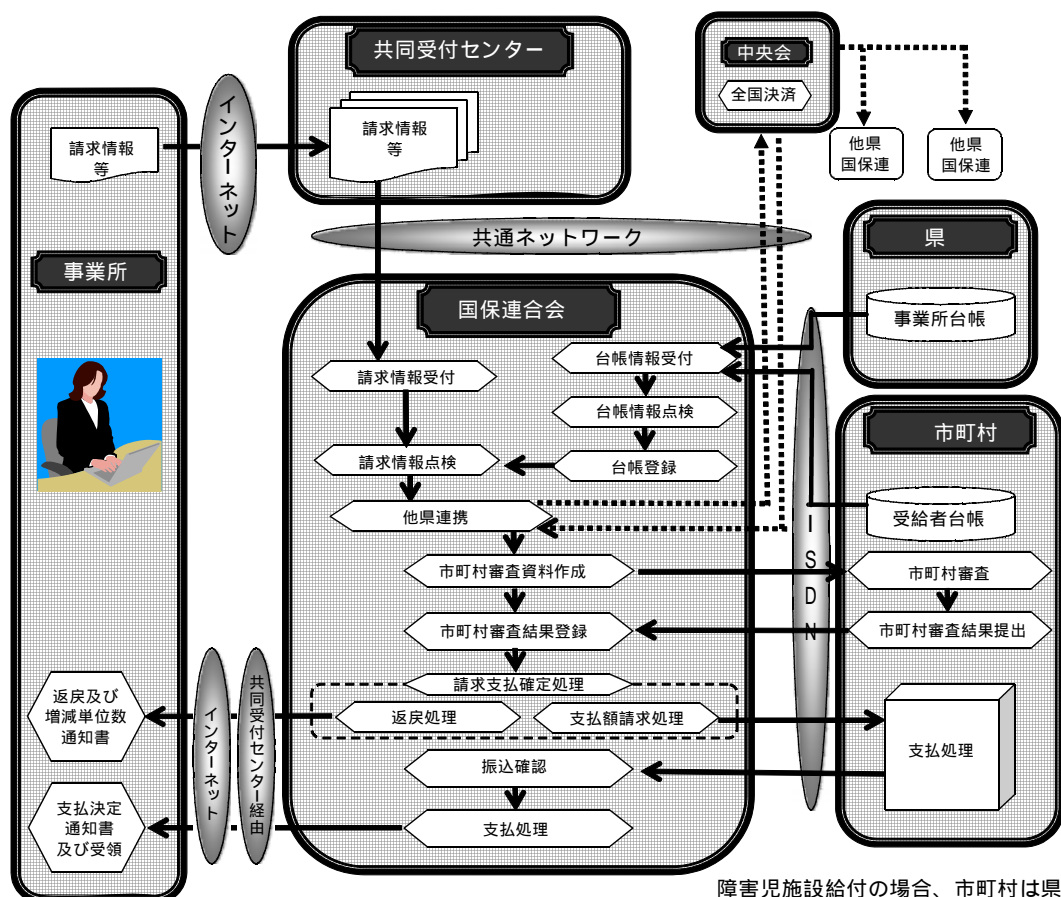 共同受付センター
請求情報
等
中央会
全国決済
他県
国保連
他県
国保連
インターネット
請求情報
等
事業所
共通ネットワーク
県
事業所台帳
国保連合会
請求情報受付
台帳情報受付
台帳情報点検
台帳登録
請求情報点検
他県連携
市町村審査資料作成
市町村審査結果登録
請求支払確定処理
返戻処理
支払額請求処理
振込確認
支払処理
ISDN
市町村
受給者台帳
市町村審査
市町村審査結果提出
支払処理
返戻及び
増減単位数
通知書
支払決定
通知書
及び受領
インターネット
共同受付センター経由
障害児施設給付の場合、市町村は県